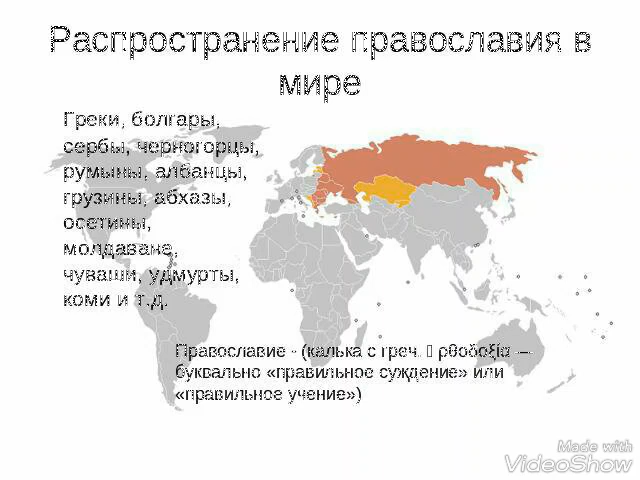 Распространение православия в
мире
Греки, болгары,
сербы, черногорцы,
румыны, албанцы,
грузины, абхазы,
осетины,
молдаване,
чуваши, удмурты,
коми и т.д.
Православие - (калька с греч. ρθοδοξία —
буквально «правильное суждение» или
«правильное учение»)
Made with
VideoShow